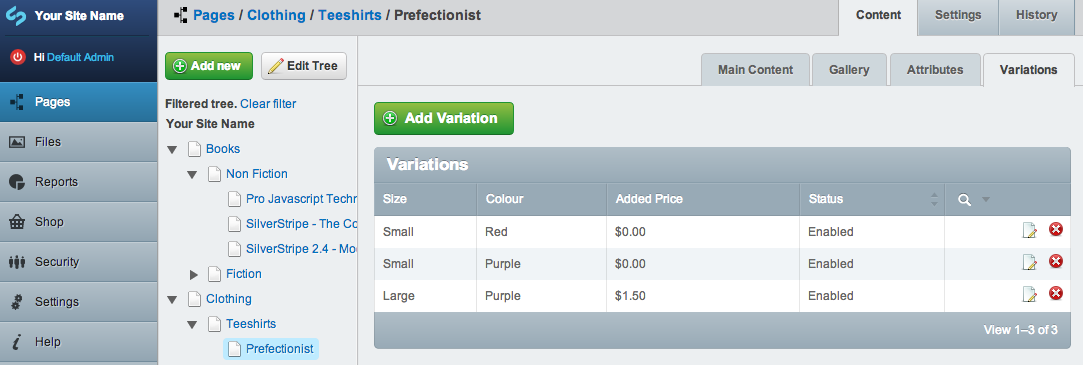 Your Site Name
Hi Default Admin
Pages
Files
Reports
Shop
Security
Settings
Help
Pages / Clothing / Teeshirts / Prefectionist
Content
Settings
History
Add new
Edit Tree
Filtered tree. Clear filter
Your Site Name
Books
Non Fiction
Pro Javascript Techn
SilverStripe - The Co
SilverStripe 2.4 - Mo
Fiction
Clothing
Teeshirts
Prefectionist
Main Content
Gallery
Attributes
Variations
Add Variation
Variations
Size Colour Added Price Status
Small Red $0.00 Enabled
Small Purple $0.00 Enabled
Large Purple $1.50 Enabled
View 1–3 of 3